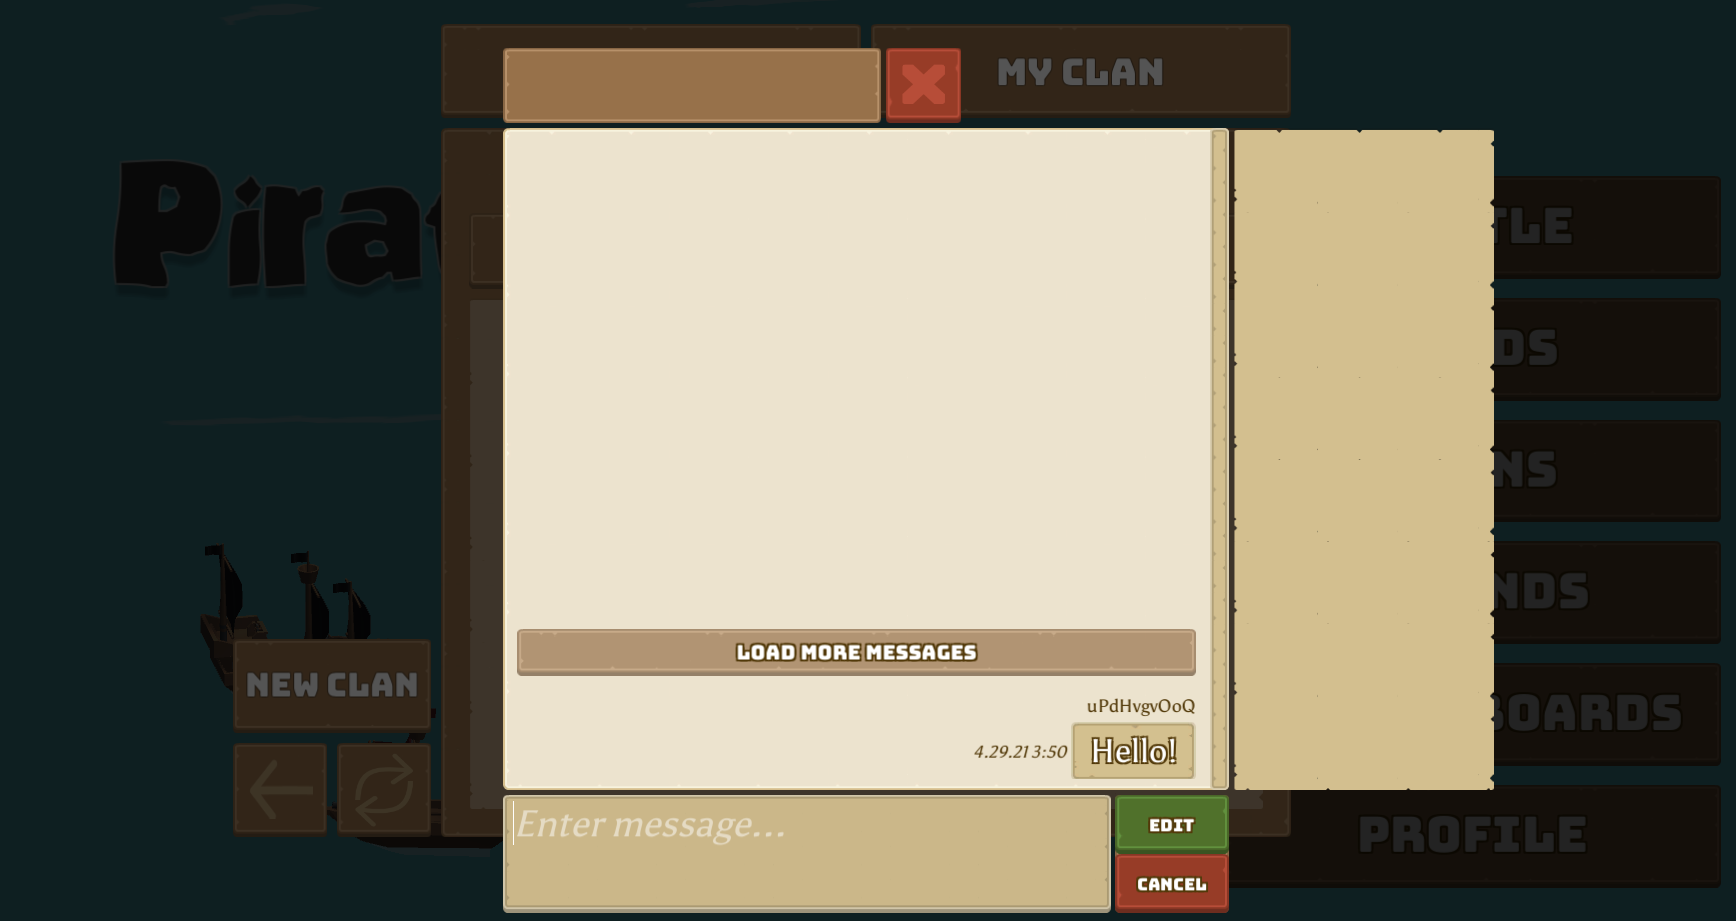 MY CLAN
LOAD MORE MESSAGES
uPdHvgvOoQ
4.29.21 3:50
Hello!
NEW CLAN
Enter message...
EDIT
CANCEL
PROFILE